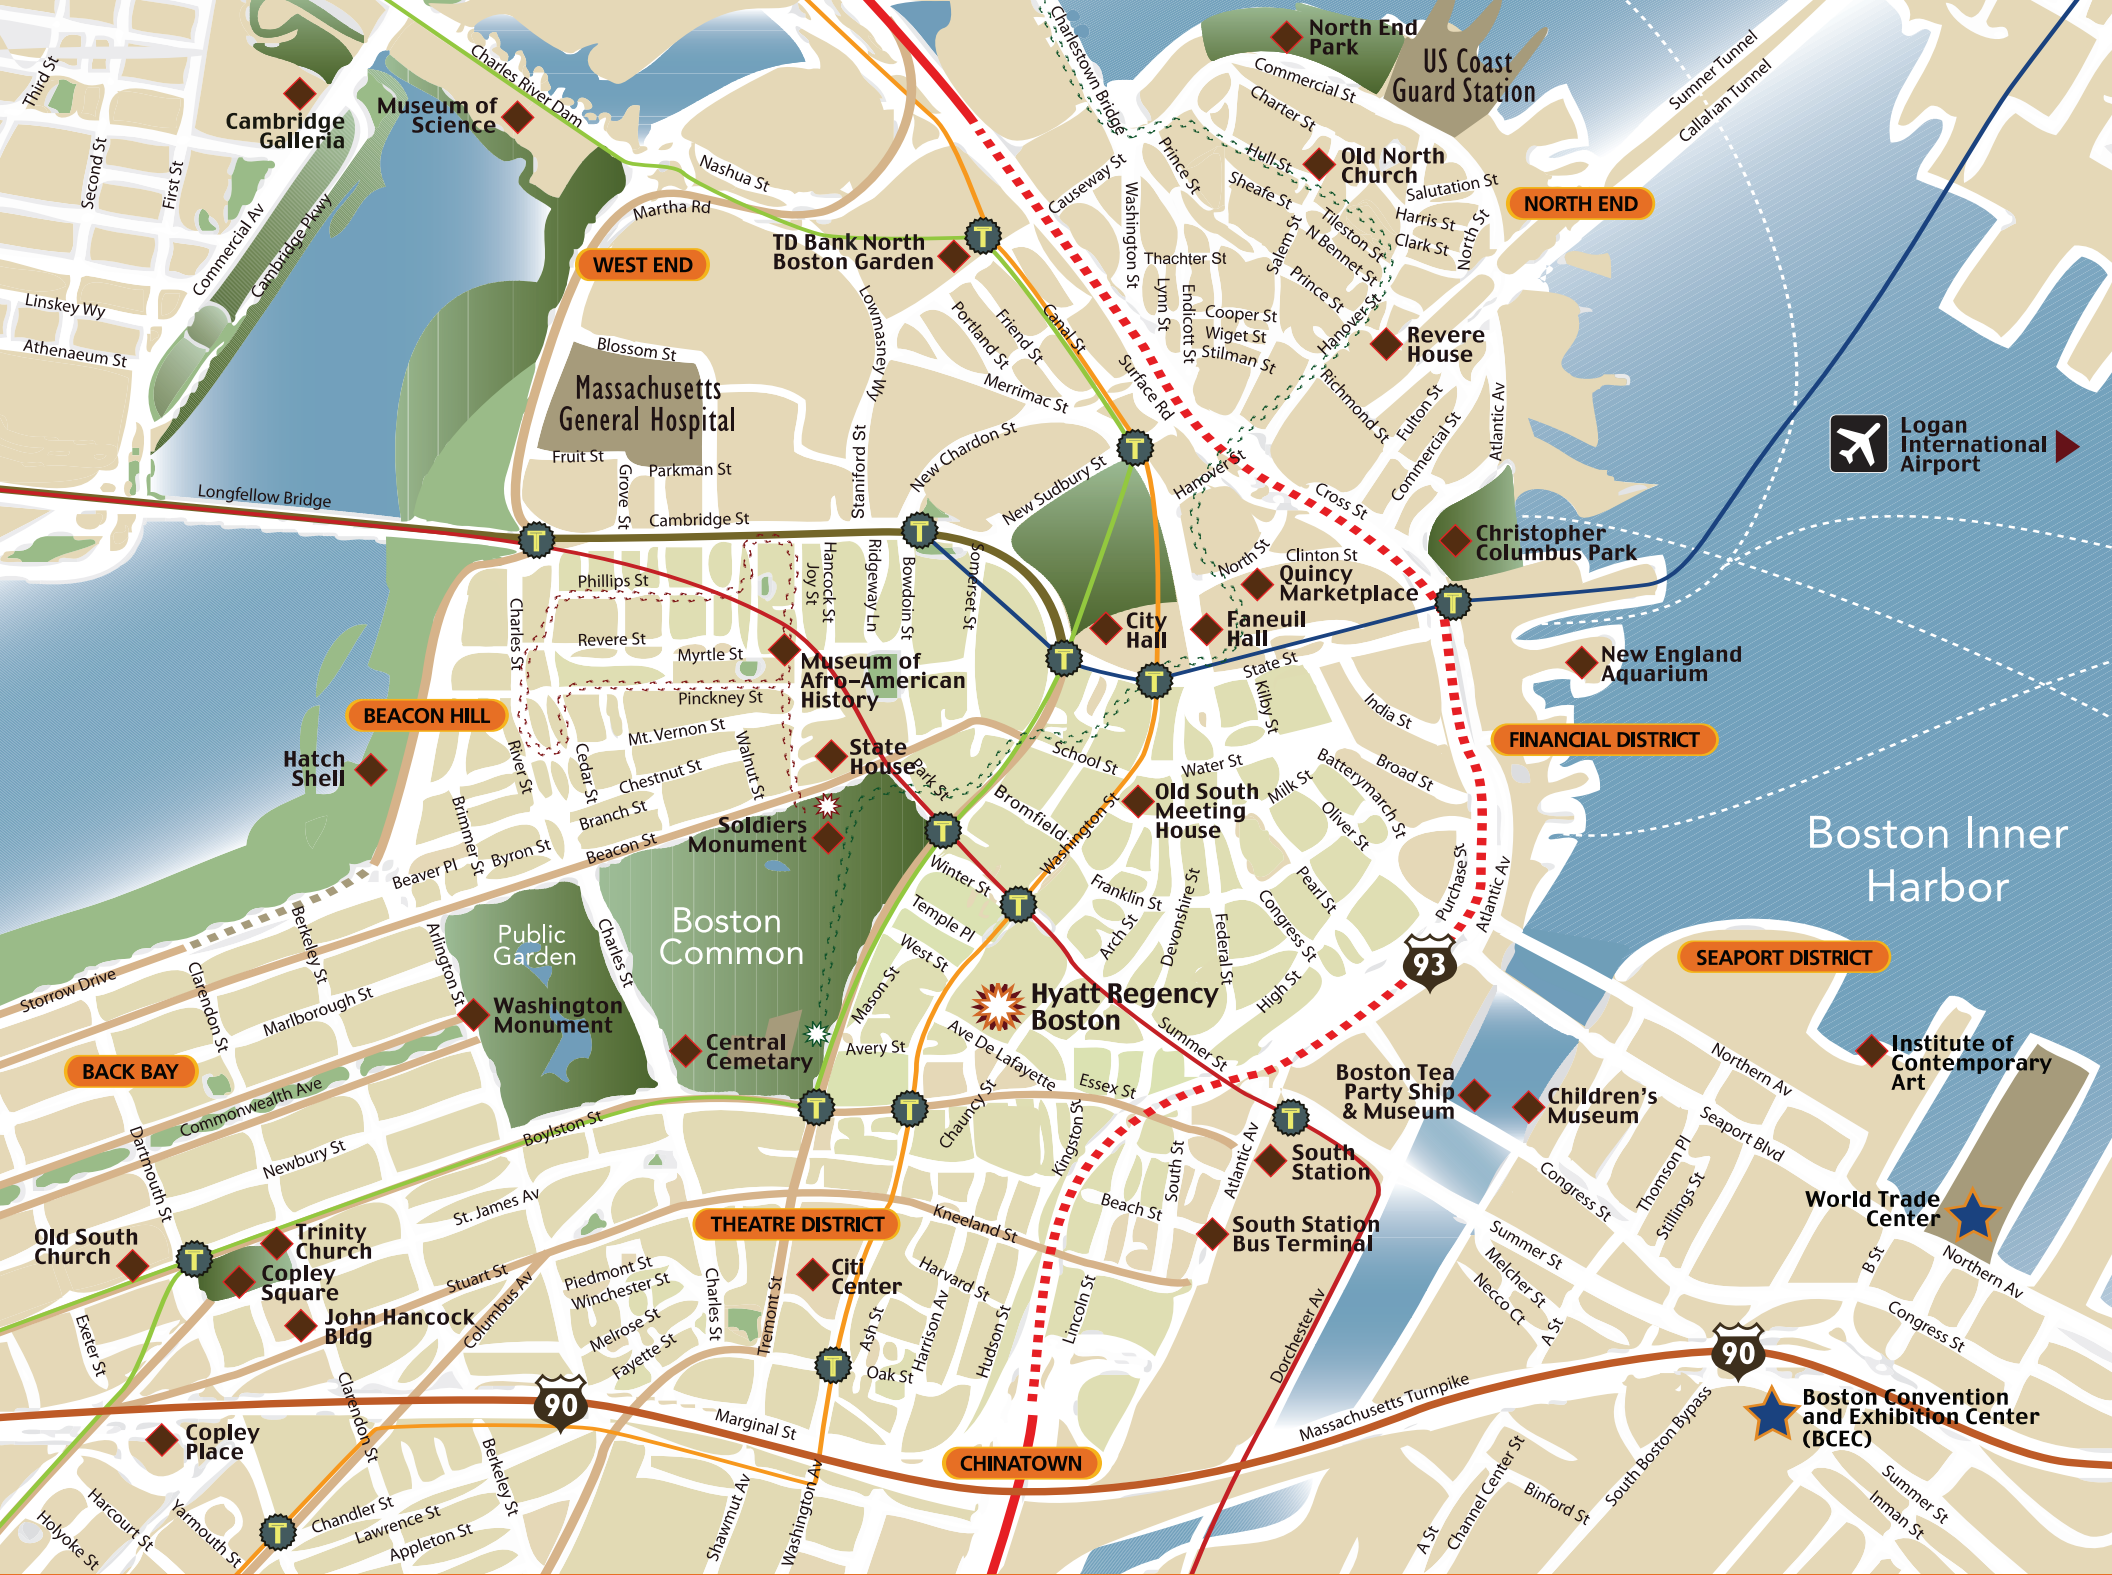 North End
Park
US Coast
Guard Station
Summer Tunnel
Callahan Tunnel
Charlestown Bridge
Charles River Dam
Third St
Cambridge
Galleria
Museum of
Science
Commercial St
Charter St
Hull St
Old North
Church
Salutation St
NORTH END
Second St
First St
Nashua St
Causeway St
Prince St
Sheafe St
Harris St
Clark St
North St
Tileston St
N Bennet St
Salem St
Prince St
Hanover St
Martha Rd
WEST END
TD Bank North
Boston Garden
Washington St
Thachter St
Lynn St
Endicott St
Cooper St
Wiget St
Stilman St
Commercial Av
Cambridge Pkwy
Linskey Wy
Athenaeum St
Lowmasney Wy
Portland St
Friend St
Canal St
Surface Rd
Merrimac St
Revere
House
Richmond St
Fulton St
Commercial St
Atlantic Av
Blossom St
Massachusetts
General Hospital
Fruit St
Grove St
Parkman St
Staniford St
New Chardon St
New Sudbury St
Hanover St
Cross St
Logan
International
Airport
Longfellow Bridge
T
Cambridge St
T
T
T
Christopher
Columbus Park
Clinton St
North St
Quincy
Marketplace
T
Phillips St
Joy St
Hancock St
Ridgeway Ln
Bowdoin St
Somerset St
Charles St
Revere St
Myrtle St
City
Hall
Faneuil
Hall
T
T
State St
New England
Aquarium
Museum of
Afro-American
History
Pinckney St
Kilby St
India St
BEACON HILL
FINANCIAL DISTRICT
Mt. Vernon St
Walnut St
Hatch
Shell
River St
Cedar St
Chestnut St
State
House
Park St
School St
Water St
Milk St
Batterymarch St
Broad St
Oliver St
Branch St
Brimmer St
Byron St
Beacon St
Beaver Pl
Soldiers
Monument
T
Bromfield
Washington St
Old South
Meeting
House
Boston Inner
Harbor
Winter St
T
Franklin St
Arch St
Devonshire St
Federal St
Pearl St
Congress St
High St
Purchase St
Atlantic Av
93
SEAPORT DISTRICT
Temple Pl
West St
Mason St
Public
Garden
Boston
Common
Charles St
Arlington St
Berkeley St
Clarendon St
Storrow Drive
Marlborough St
Washington
Monument
Central
Cemetary
Hyatt Regency
Boston
Avery St
Ave De Lafayette
Summer St
BACK BAY
Commonwealth Ave
Boylston St
T
T
Chauncy St
Essex St
Kingston St
T
South
Station
Boston Tea
Party Ship
& Museum
Children's
Museum
Northern Av
Institute of
Contemporary
Art
Seaport Blvd
Dartmouth St
Newbury St
St. James Av
Beach St
South St
Atlantic Av
Congress St
Thomson Pl
Stillings St
World Trade
Center
Northern Av
B St
THEATRE DISTRICT
Kneeland St
South Station
Bus Terminal
Old South
Church
T
Trinity
Church
Copley
Square
John Hancock
Bldg
Stuart St
Columbus Av
Piedmont St
Winchester St
Melrose St
Fayette St
Charles St
Tremont St
Citi
Center
Ash St
Harvard St
Harrison Av
Hudson St
Lincoln St
Oak St
T
Dorchester Av
Summer St
Melcher St
Necco Ct
A St
Congress St
90
Exeter St
Clarendon St
90
Marginal St
Massachusetts Turnpike
Boston Convention
and Exhibition Center
(BCEC)
South Boston Bypass
Copley
Place
CHINATOWN
Berkeley St
Washington Av
Shawmut Av
Holyoke St
Harcourt St
Yarmouth St
T
Chandler St
Lawrence St
Appleton St
A St
Channel Center St
Binford St
Summer St
Inman St